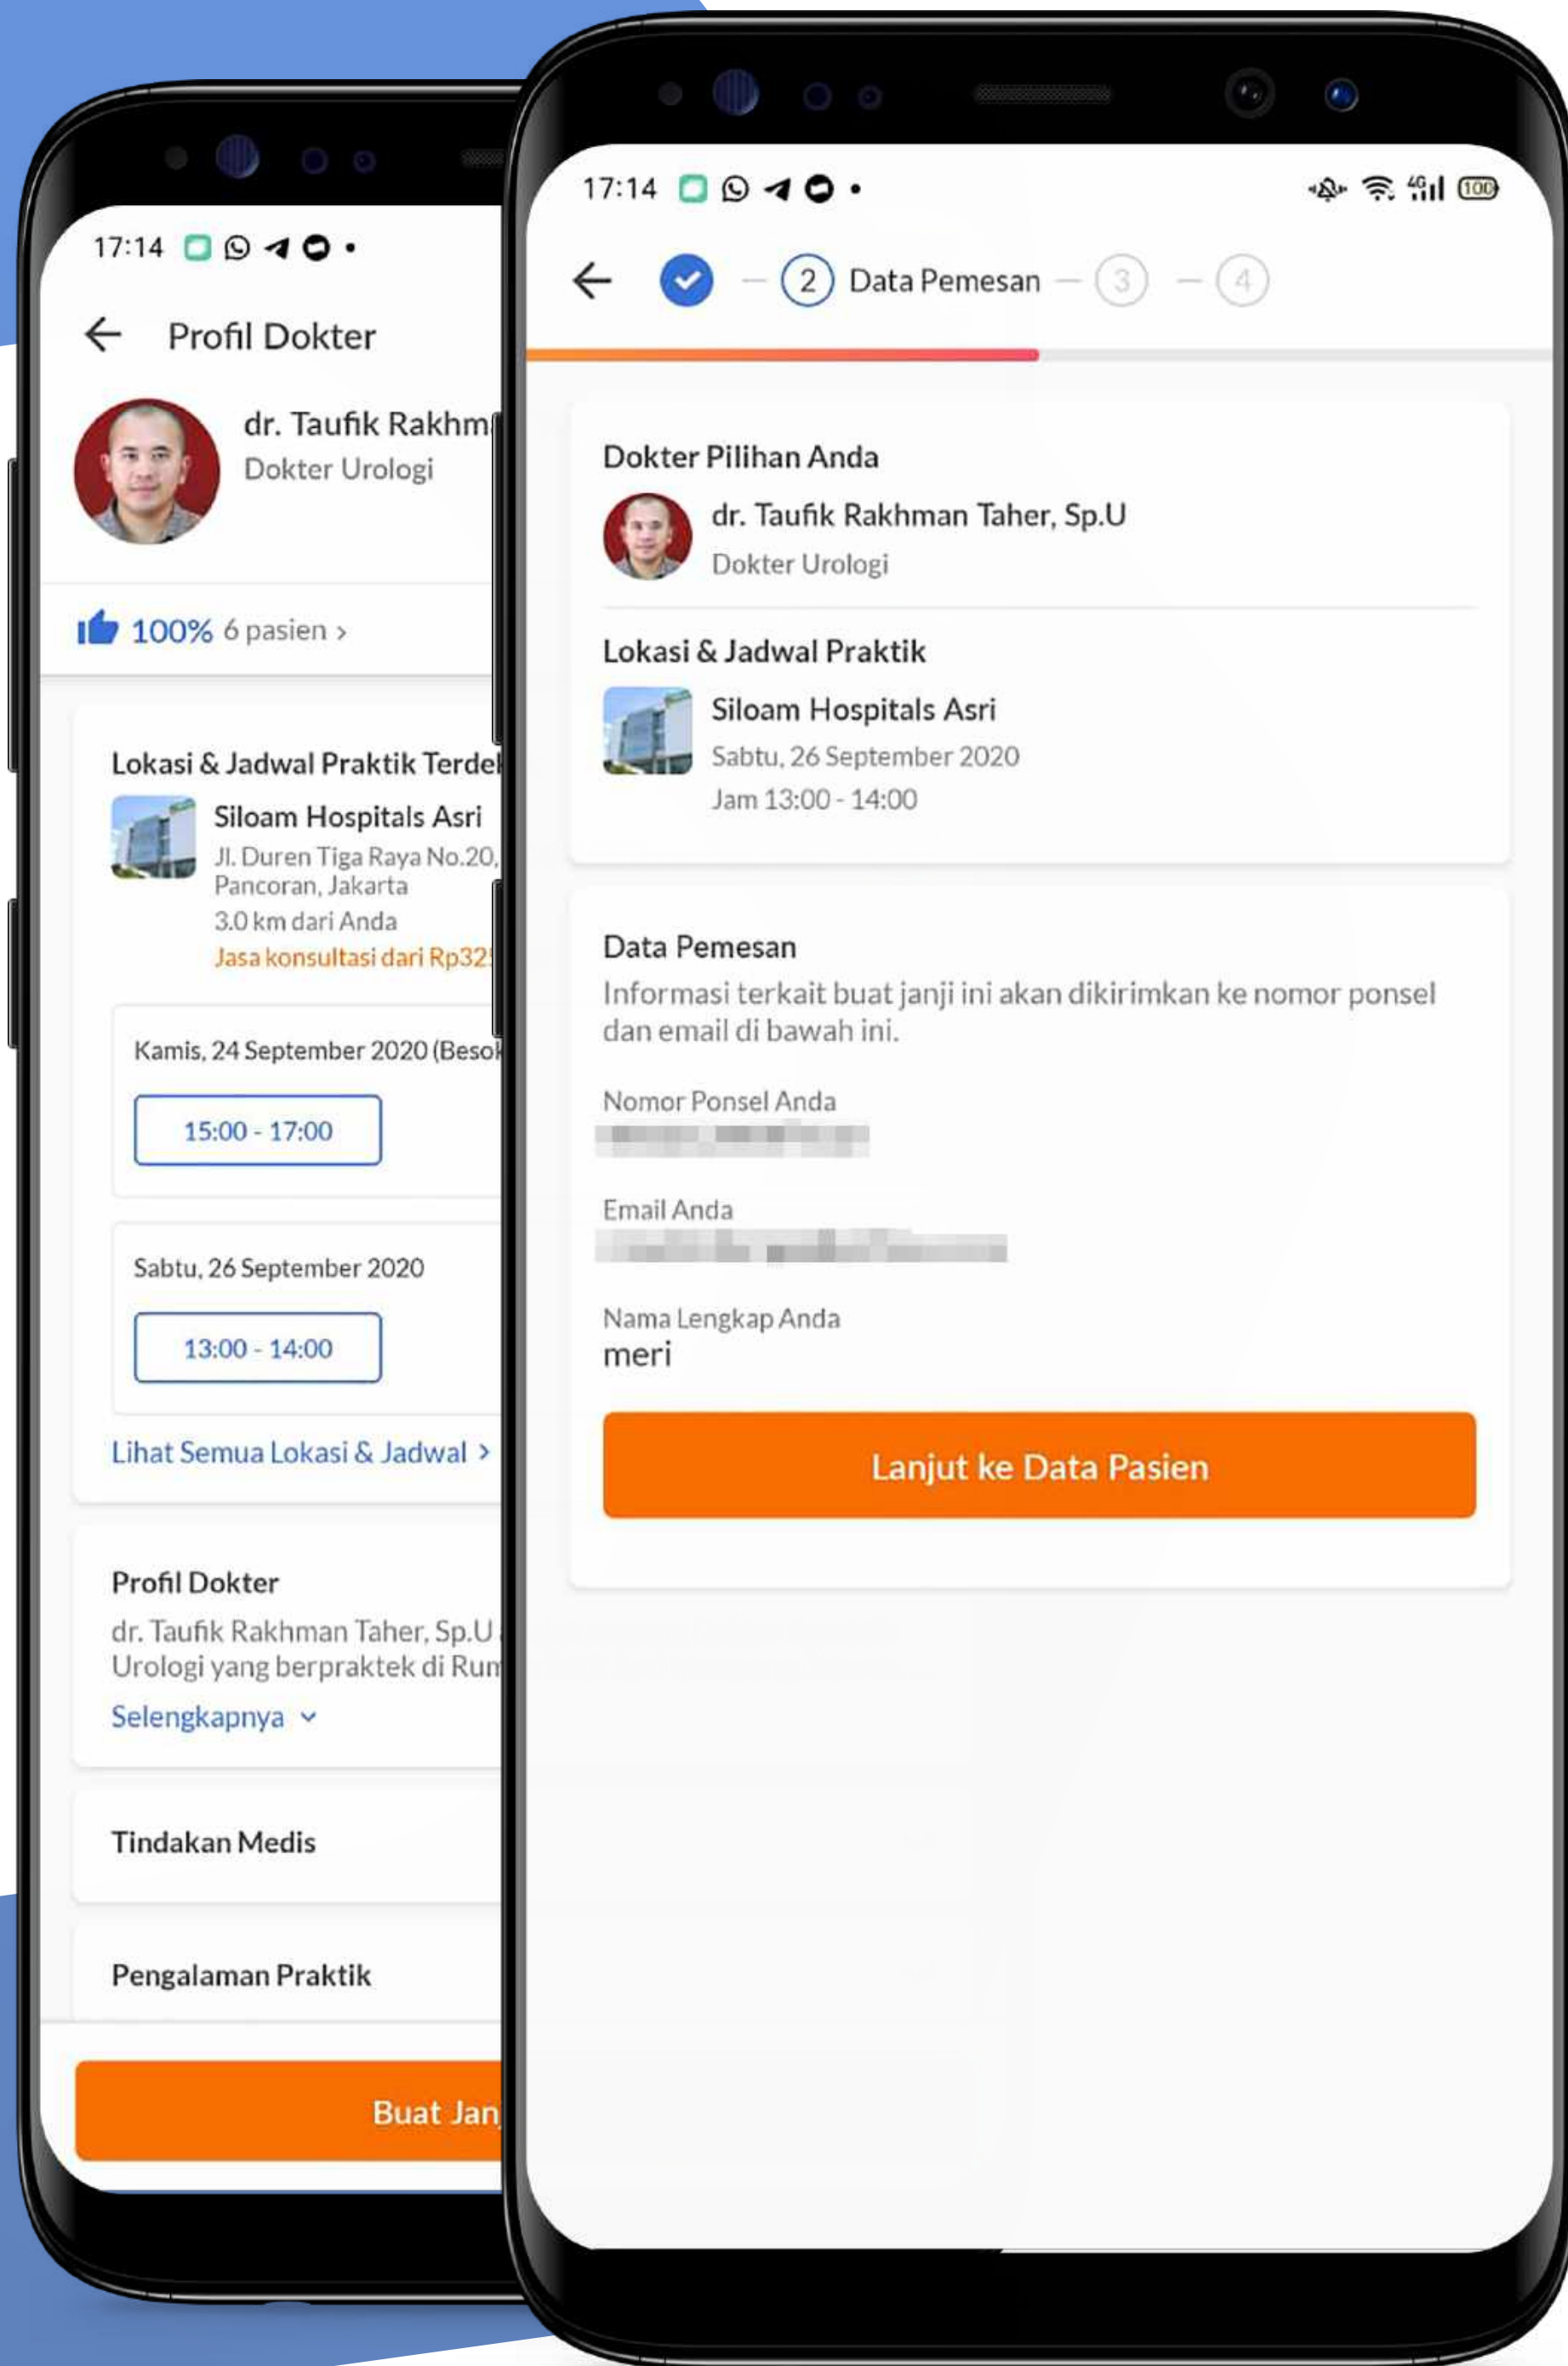 17:14
Profil Dokter
dr. Taufik
Dokter Urologi
100% 6 pasien >
Lokasi & Jadwal Praktik
Siloam Hospitals Asri
Jl. Duren Tiga Raya No.20,
Pancoran, Jakarta
3.0 km dari Anda
Jasa konsultasi dari
Kamis, 24 September 2020
15:00 - 17:00
Sabtu, 26 September 2020
13:00 - 14:00
Lihat Semua Lokasi & Jadwal >
Profil Dokter
dr. Taufik Rakhman Taher, Sp.U
Urologi yang berpraktek di
Selengkapnya
Tindakan Medis
Pengalaman Praktik
Buat
17:14
4G 100
2 Data Pemesan 3 4
Dokter Pilihan Anda
dr. Taufik Rakhman Taher, Sp.U
Dokter Urologi
Lokasi & Jadwal Praktik
Siloam Hospitals Asri
Sabtu, 26 September 2020
Jam 13:00 - 14:00
Data Pemesan
Informasi terkait buat janji ini akan dikirimkan ke nomor ponsel
dan email di bawah ini.
Nomor Ponsel Anda
Email Anda
Nama Lengkap Anda
meri
Lanjut ke Data Pasien